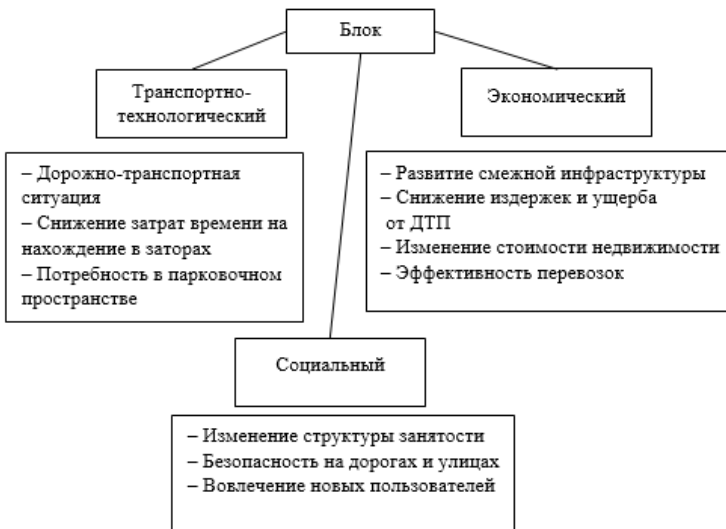 Блок
Транспортно-
технологический
Экономический
– Дорожно-транспортная
ситуация
– Снижение затрат времени на
нахождение в заторах
– Потребность в парковочном
пространстве
– Развитие смежной инфраструктуры
– Снижение издержек и ущерба
от ДТП
– Изменение стоимости недвижимости
– Эффективность перевозок
Социальный
– Изменение структуры занятости
– Безопасность на дорогах и улицах
– Вовлечение новых пользователей